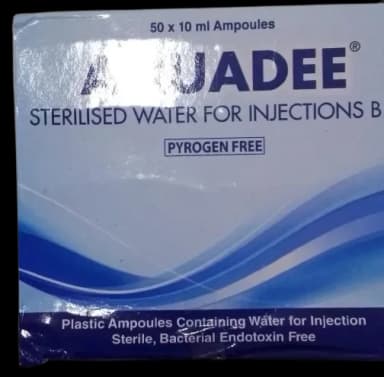 50 x 10 ml Ampoules
UADEE®
STERILISED WATER FOR INJECTIONS B
PYROGEN FREE
Plastic Ampoules Containing Water for Injection
Sterile, Bacterial Endotoxin Free